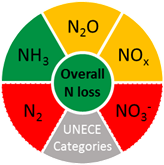 N₂O
NH₃
NOₓ
Overall
N loss
N₂
NO₃⁻
UNECE
Categories